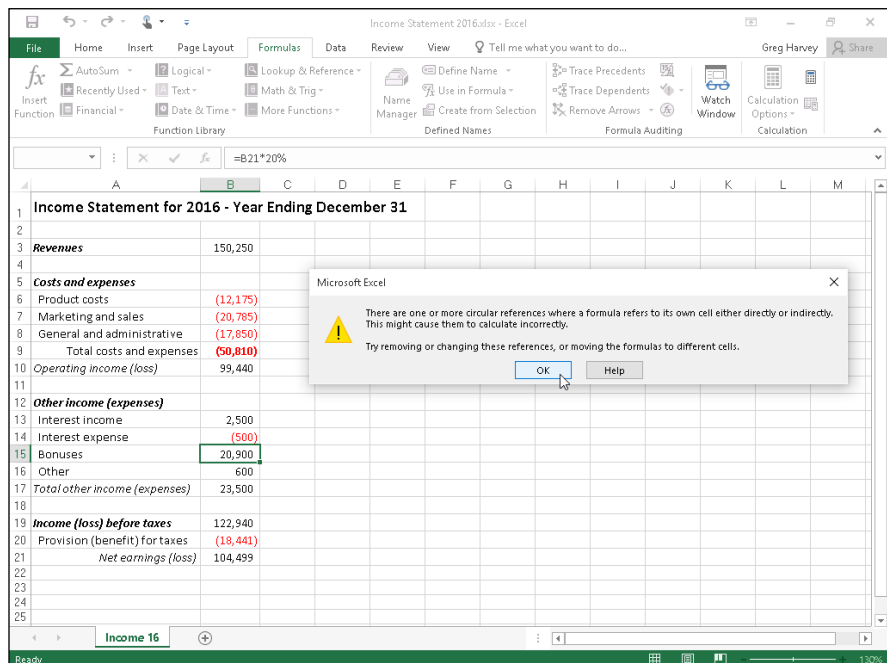 Income Statement 2016.xlsx - Excel
File Home Insert Page Layout Formulas Data Review View Tell me what you want to do... Greg Harvey Share
fx Insert Function
AutoSum
Recently Used
Financial
Logical
Text
Date & Time
Lookup & Reference
Math & Trig
More Functions
Function Library
Name Manager
Define Name
Use in Formula
Create from Selection
Defined Names
Trace Precedents
Trace Dependents
Remove Arrows
Formula Auditing
Watch Window
Calculation Options
Calculation
fx =B21*20%
A B C D E F G H I J K L M
1 Income Statement for 2016 - Year Ending December 31
2
3 Revenues 150,250
4
5 Costs and expenses
6 Product costs (12,175)
7 Marketing and sales (20,785)
8 General and administrative (17,850)
9 Total costs and expenses (50,810)
10 Operating income (loss) 99,440
11
12 Other income (expenses)
13 Interest income 2,500
14 Interest expense (500)
15 Bonuses 20,900
16 Other 600
17 Total other income (expenses) 23,500
18
19 Income (loss) before taxes 122,940
20 Provision (benefit) for taxes (18,441)
21 Net earnings (loss) 104,499
22
23
24
25
Microsoft Excel
There are one or more circular references where a formula refers to its own cell either directly or indirectly.
This might cause them to calculate incorrectly.
Try removing or changing these references, or moving the formulas to different cells.
OK Help
Income 16
Ready 130%